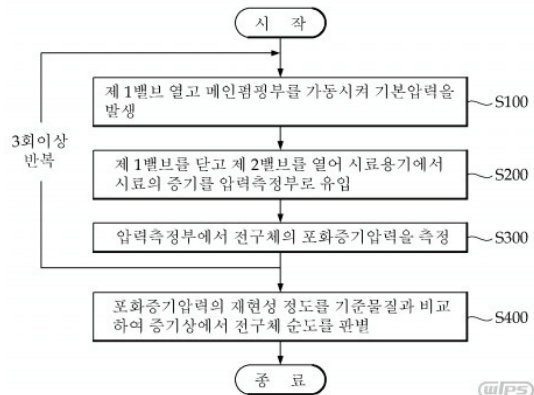 시 작
제 1밸브 열고 메인펌핑부를 가동시켜 기본압력을
발생
S100
3회이상
반복
제 1밸브를 닫고 제 2밸브를 열어 시료용기에서
시료의 증기를 압력측정부로 유입
S200
압력측정부에서 전구체의 포화증기압력을 측정
S300
포화증기압력의 재현성 정도를 기준물질과 비교
하여 증기상에서 전구체 순도를 판별
S400
종 료
wips